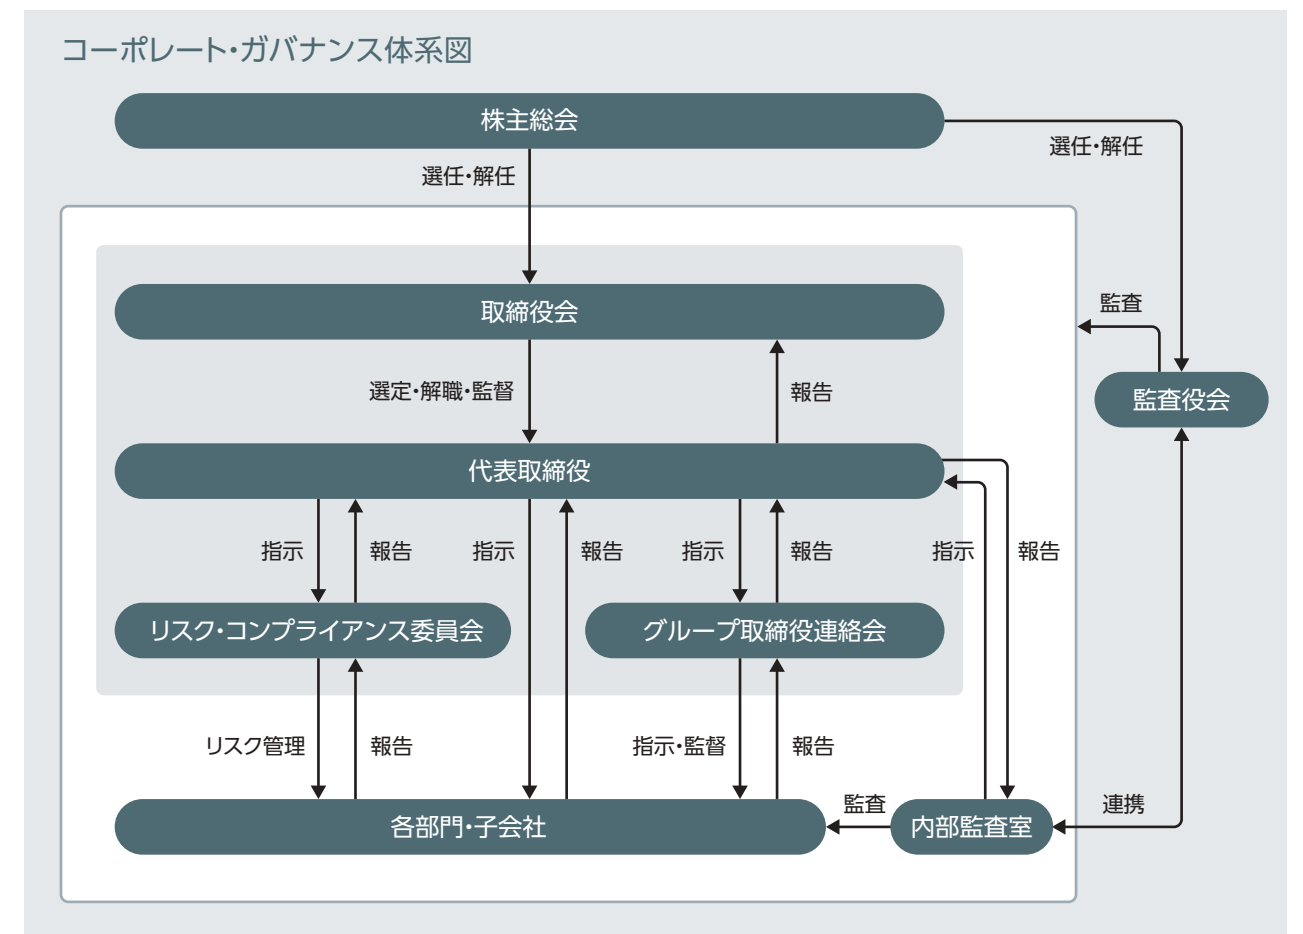 コーポレート・ガバナンス体系図
株主総会
選任・解任
選任・解任
取締役会
監査
選定・解職・監督
報告
監査役会
代表取締役
指示
報告
指示
報告
指示
報告
指示
報告
リスク・コンプライアンス委員会
グループ取締役連絡会
リスク管理
報告
指示・監督
報告
各部門・子会社
監査
内部監査室
連携